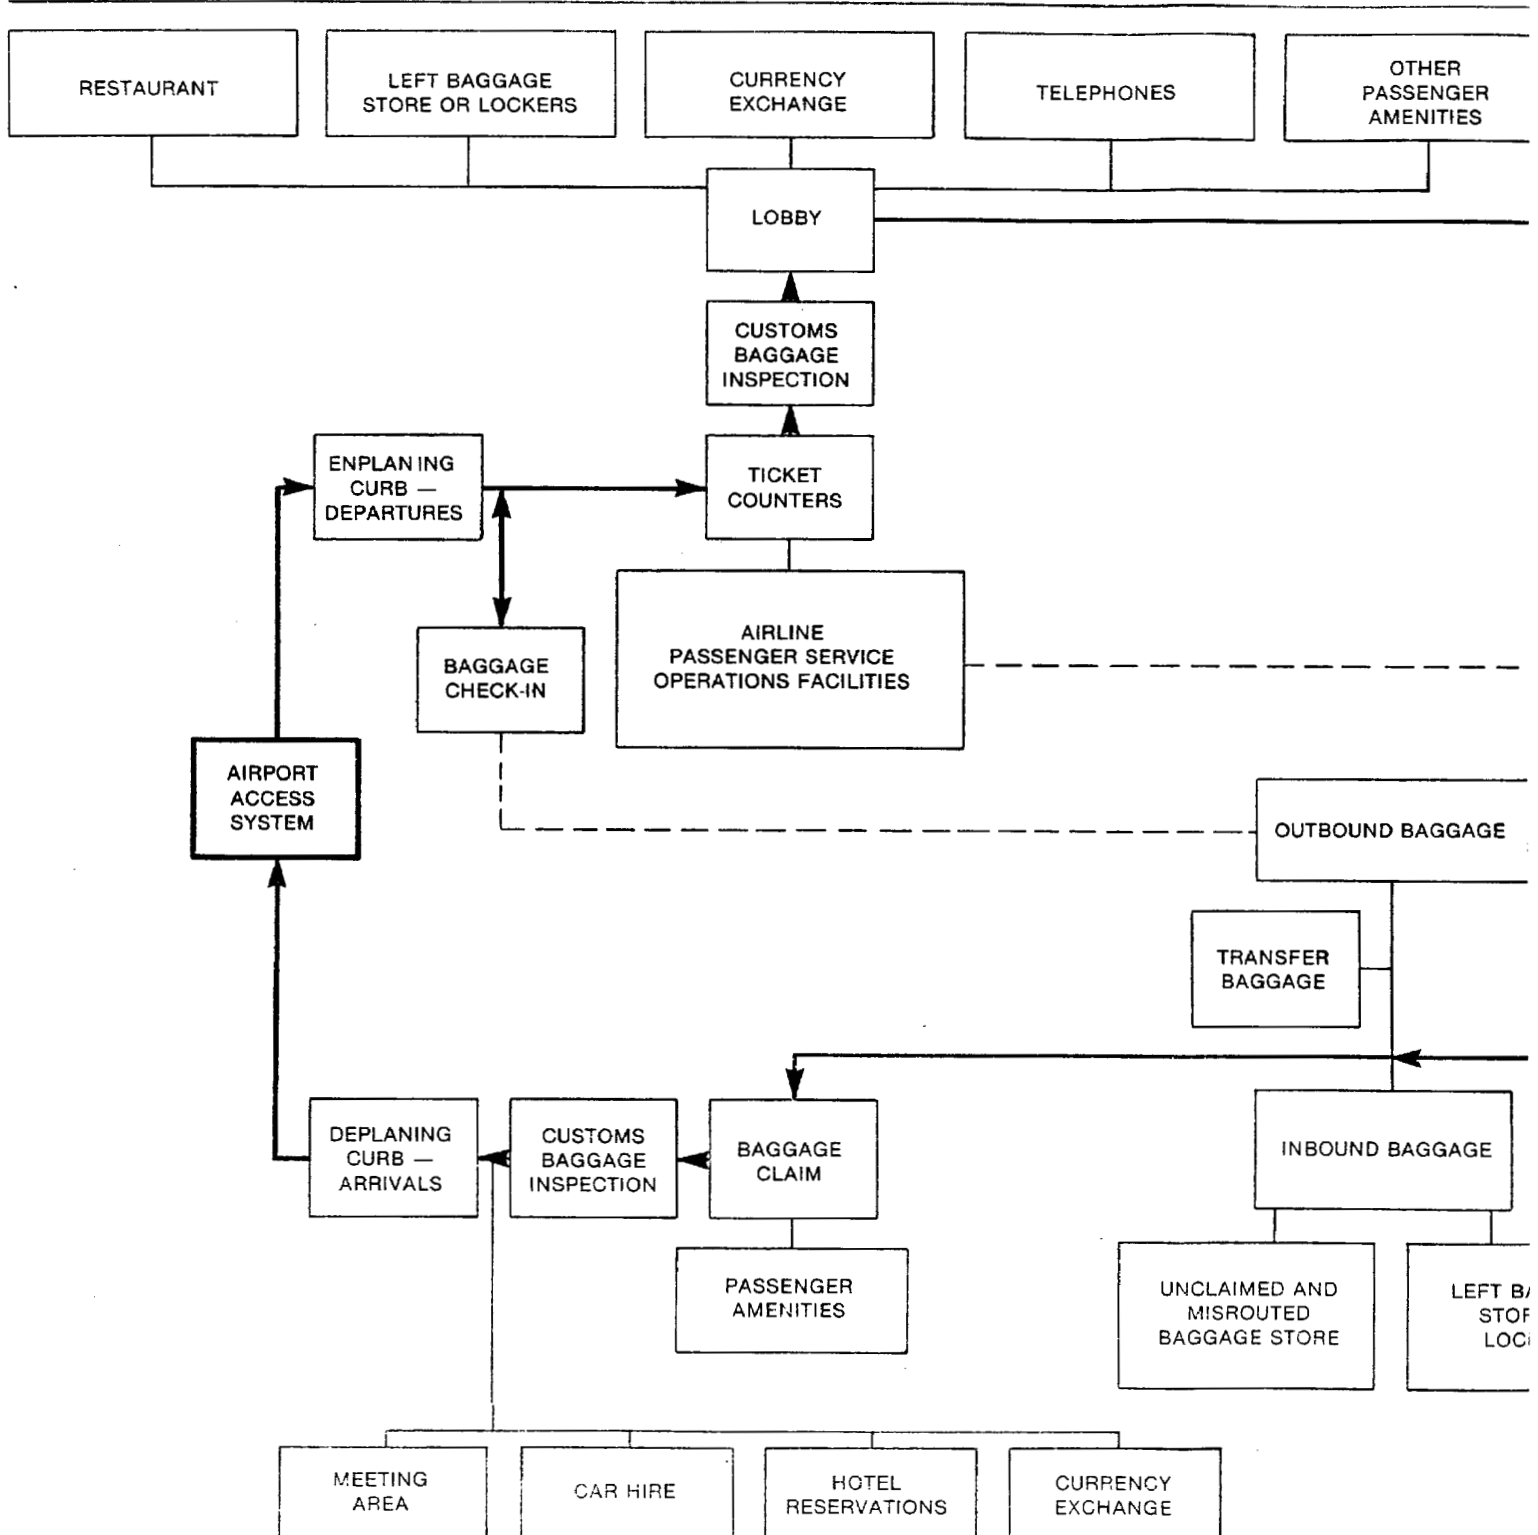 RESTAURANT
LEFT BAGGAGE
STORE OR LOCKERS
CURRENCY
EXCHANGE
TELEPHONES
OTHER
PASSENGER
AMENITIES
LOBBY
CUSTOMS
BAGGAGE
INSPECTION
ENPLANING
CURB —
DEPARTURES
TICKET
COUNTERS
BAGGAGE
CHECK-IN
AIRLINE
PASSENGER SERVICE
OPERATIONS FACILITIES
AIRPORT
ACCESS
SYSTEM
OUTBOUND BAGGAGE
TRANSFER
BAGGAGE
DEPLANING
CURB —
ARRIVALS
CUSTOMS
BAGGAGE
INSPECTION
BAGGAGE
CLAIM
INBOUND BAGGAGE
PASSENGER
AMENITIES
UNCLAIMED AND
MISROUTED
BAGGAGE STORE
LEFT
MEETING
AREA
CAR HIRE
HOTEL
RESERVATIONS
CURRENCY
EXCHANGE